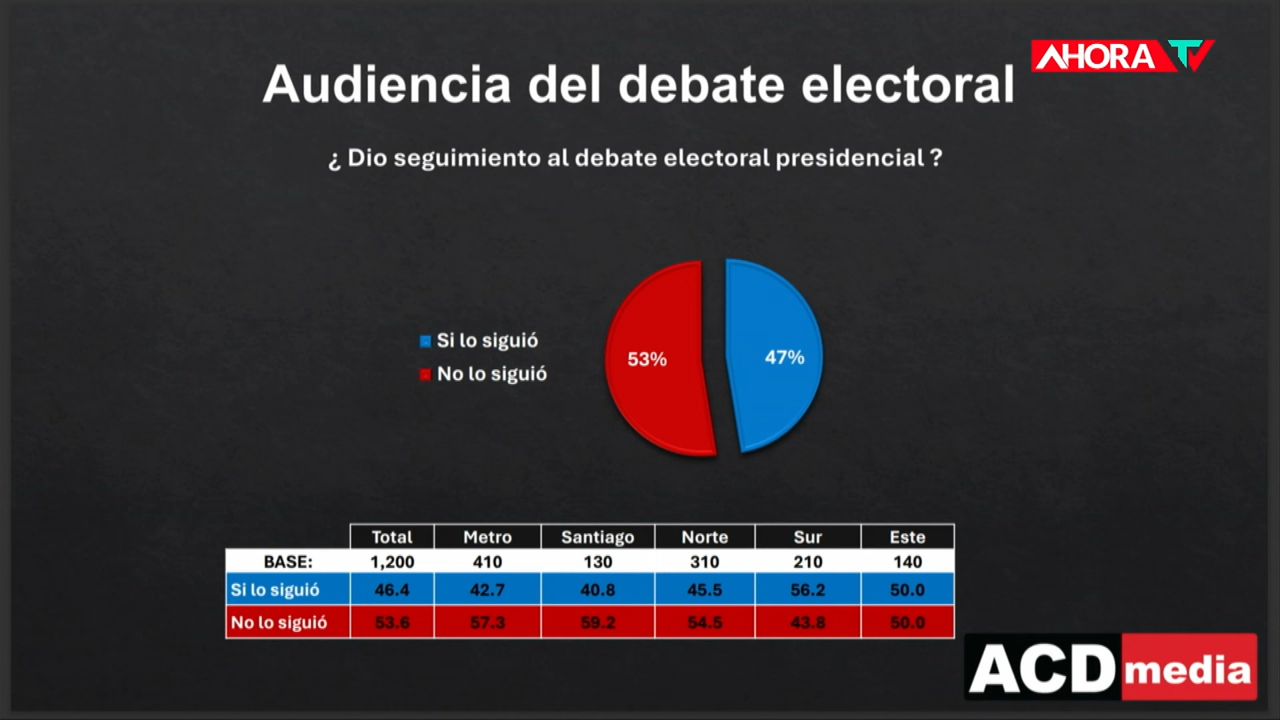 AHORA TV
Audiencia del debate electoral
¿ Dio seguimiento al debate electoral presidencial ?
Si lo siguió
No lo siguió
53%
47%
Total Metro Santiago Norte Sur Este
BASE: 1,200 410 130 310 210 140
Si lo siguió 46.4 42.7 40.8 45.5 56.2 50.0
No lo siguió 53.6 57.3 59.2 54.5 43.8 50.0
ACD media